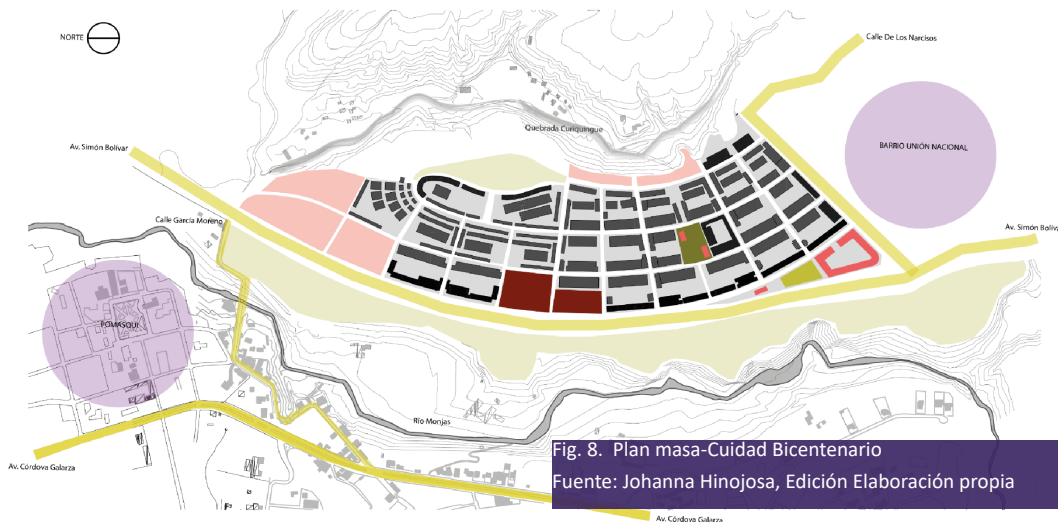 NORTE
Calle De Los Narcisos
Quebrada Curiquingue
BARRIO UNIÓN NACIONAL
Av. Simón Bolívar
Calle García Moreno
Av. Simón Bolív
POMASQUI
Río Monjas
Av. Córdova Galarza
Fig. 8. Plan masa-Cuidad Bicentenario
Fuente: Johanna Hinojosa, Edición Elaboración propia
Av. Córdova Galarza